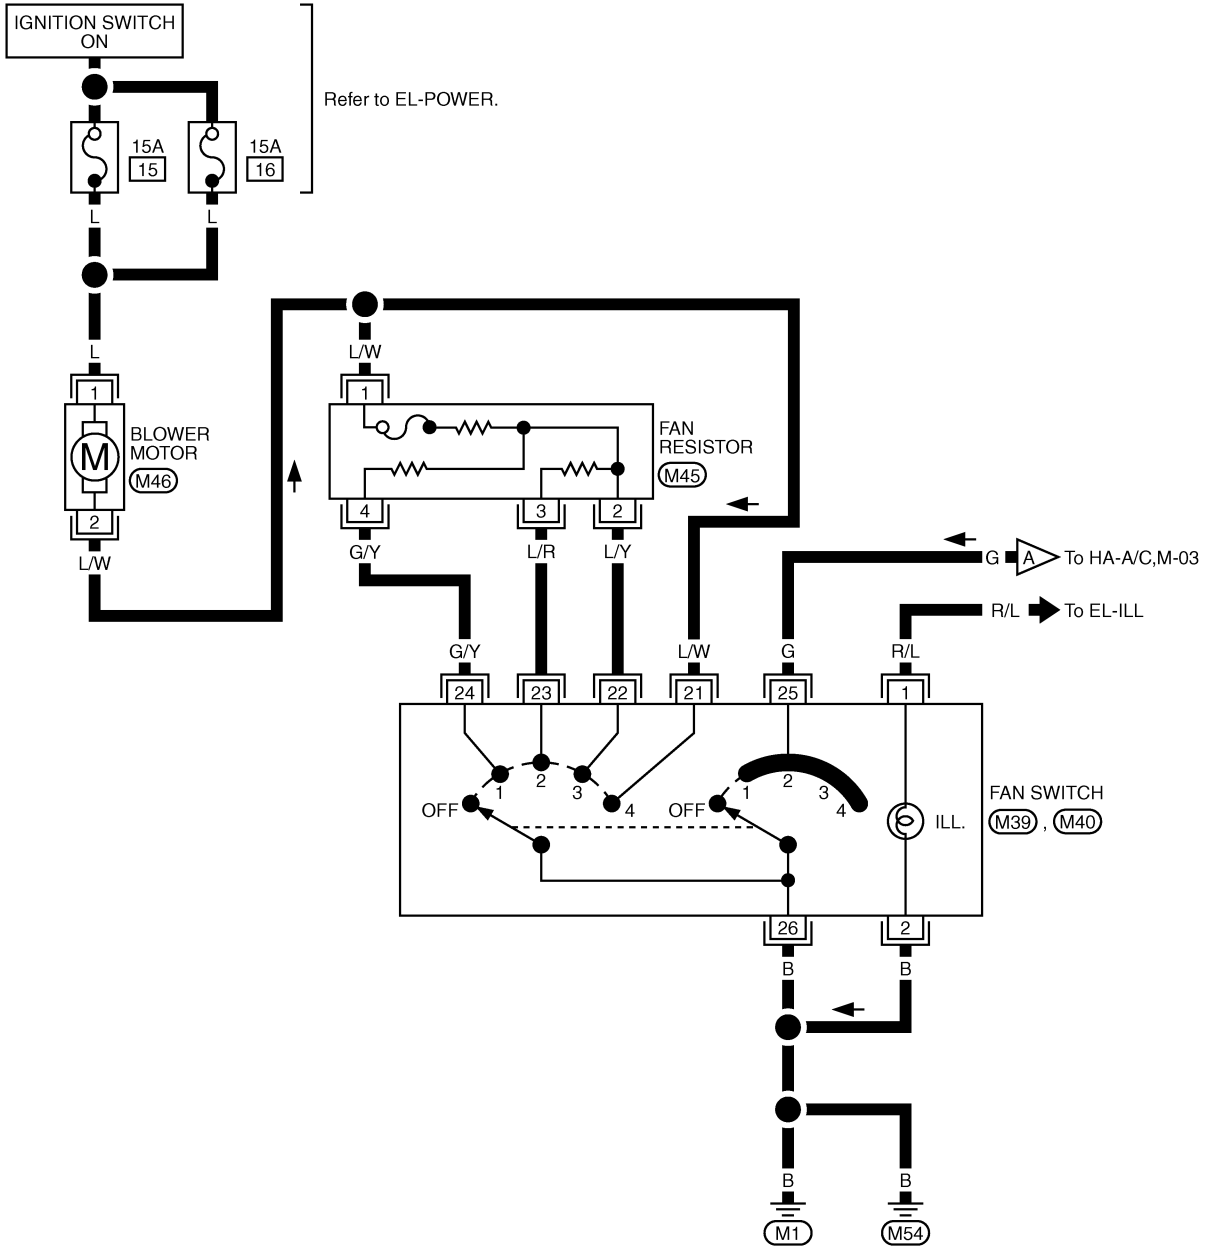 IGNITION SWITCH
ON
Refer to EL-POWER.
15A
15
15A
16
L
L
L
1
BLOWER
MOTOR
M
M46
2
L/W
L/W
1
FAN
RESISTOR
M45
4
3
2
G/Y
L/R
L/Y
G
A
To HA-A/C,M-03
R/L
To EL-ILL
G/Y
L/W
G
R/L
24
23
22
21
25
1
OFF
1
2
3
4
OFF
1
2
3
4
ILL.
FAN SWITCH
M39 , M40
26
2
B
B
B
B
M1
M54